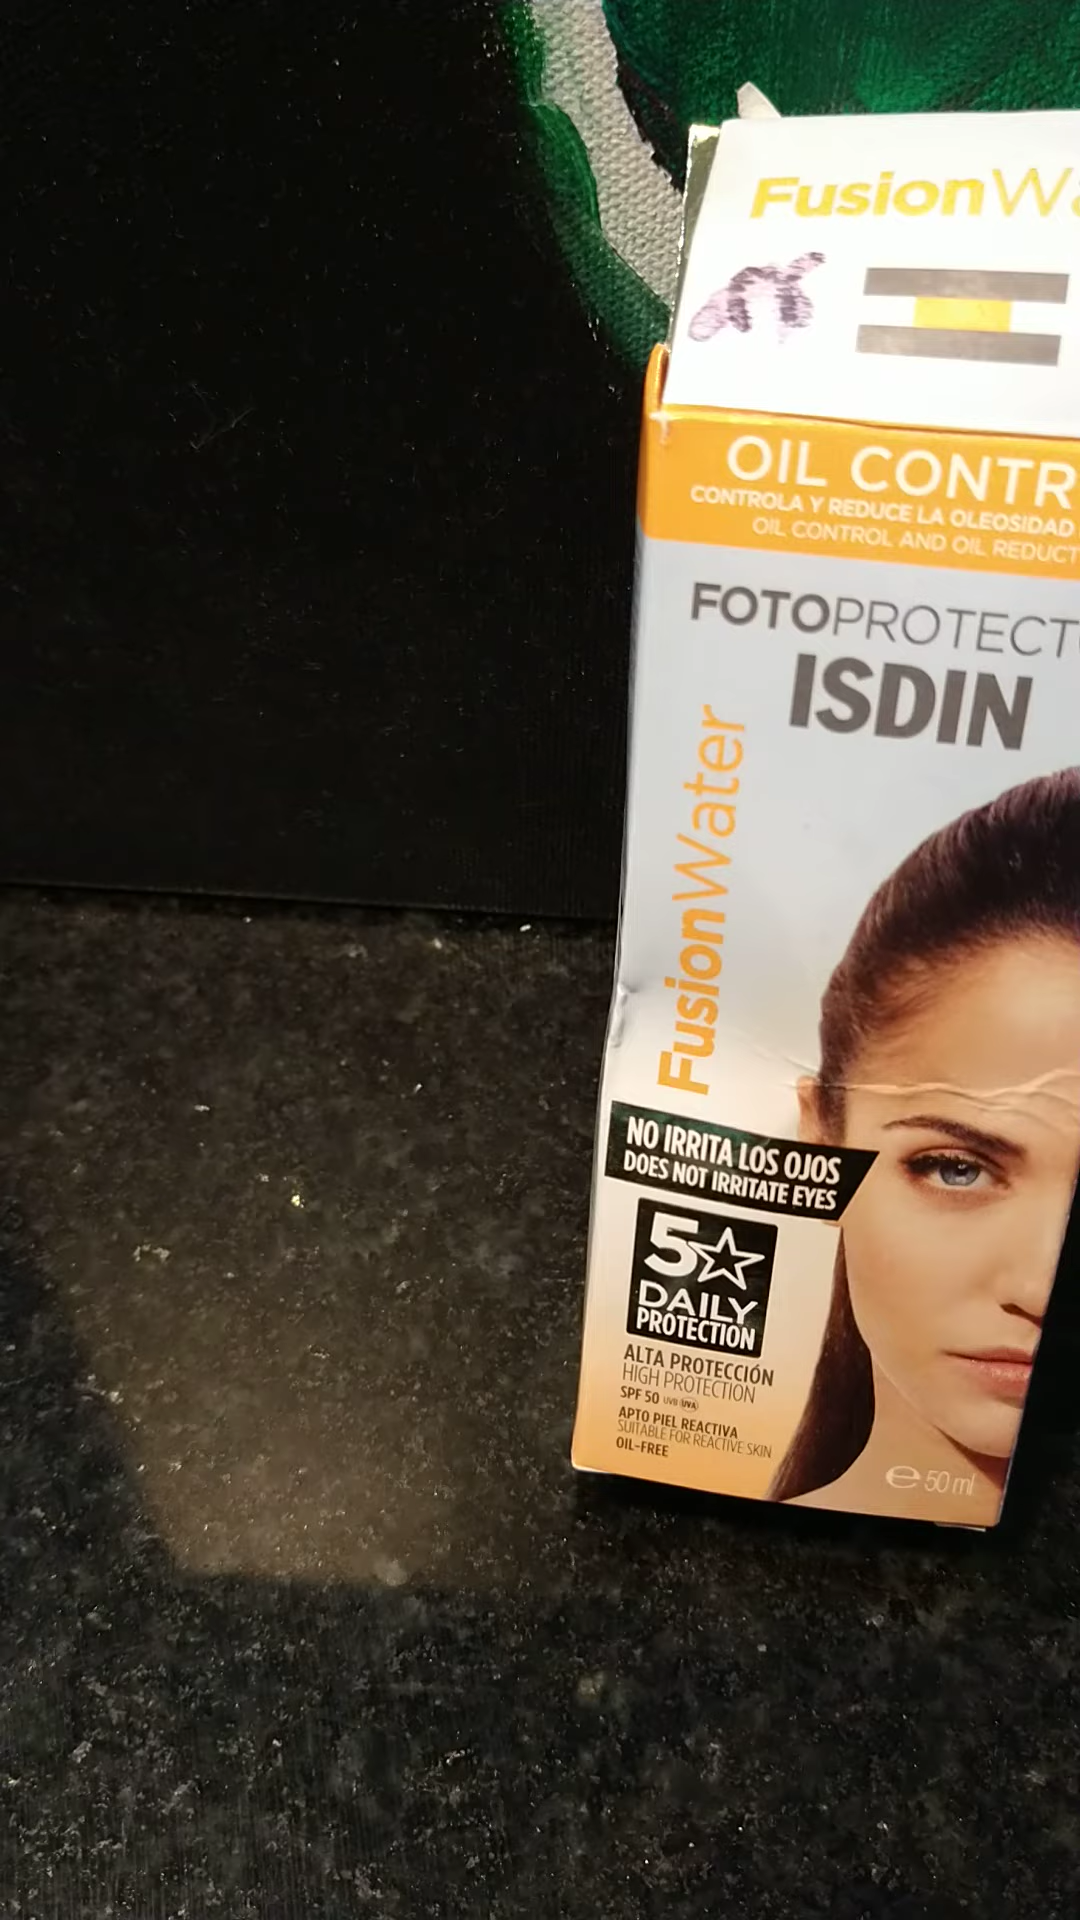 FusionWa
OIL CONTR
CONTROLA Y REDUCE LA OLEOSIDAD
OIL CONTROL AND OIL REDUCT
FOTOPROTECT
ISDIN
FusionWater
NO IRRITA LOS OJOS
DOES NOT IRRITATE EYES
5
DAILY
PROTECTION
ALTA PROTECCIÓN
HIGH PROTECTION
SPF 50 UVB UVA
APTO PIEL REACTIVA
SUITABLE FOR REACTIVE SKIN
OIL-FREE
℮ 50 ml